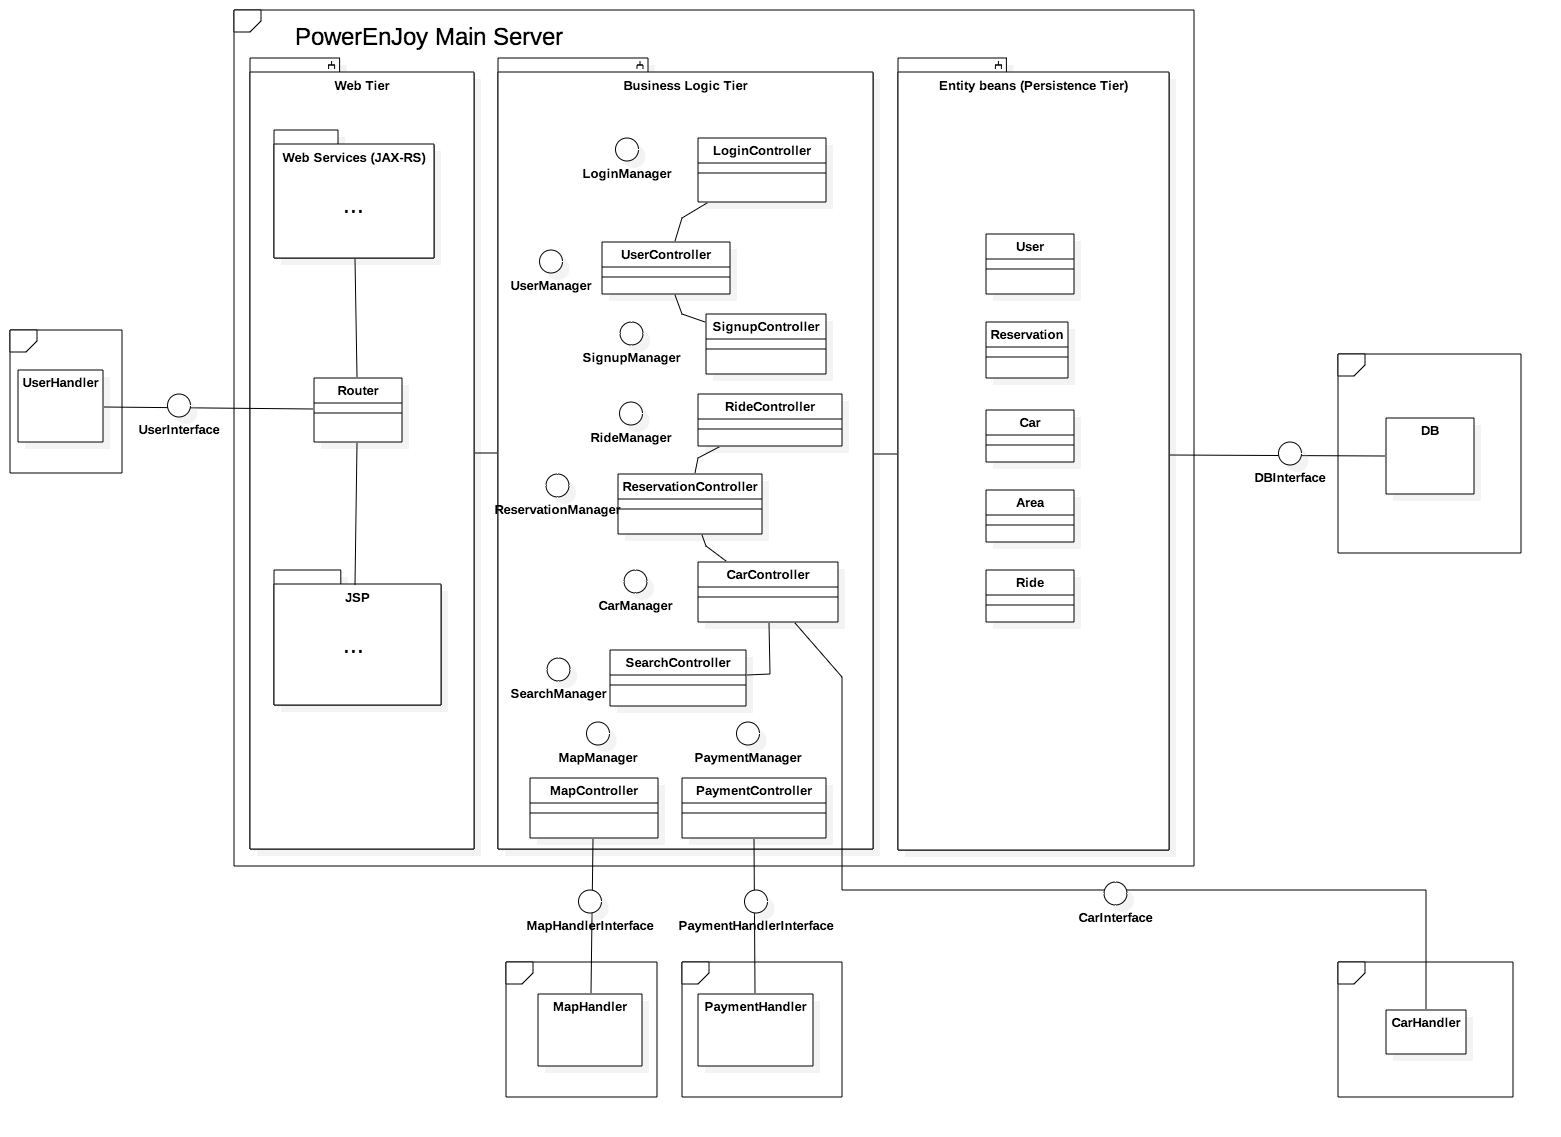 PowerEnJoy Main Server
Web Tier
Business Logic Tier
Entity beans (Persistence Tier)
Web Services (JAX-RS)
...
Router
JSP
...
UserHandler
UserInterface
LoginManager
LoginController
UserManager
UserController
SignupManager
SignupController
RideManager
RideController
ReservationManager
ReservationController
CarManager
CarController
SearchManager
SearchController
MapManager
PaymentManager
MapController
PaymentController
User
Reservation
Car
Area
Ride
DBInterface
DB
MapHandlerInterface
PaymentHandlerInterface
CarInterface
MapHandler
PaymentHandler
CarHandler